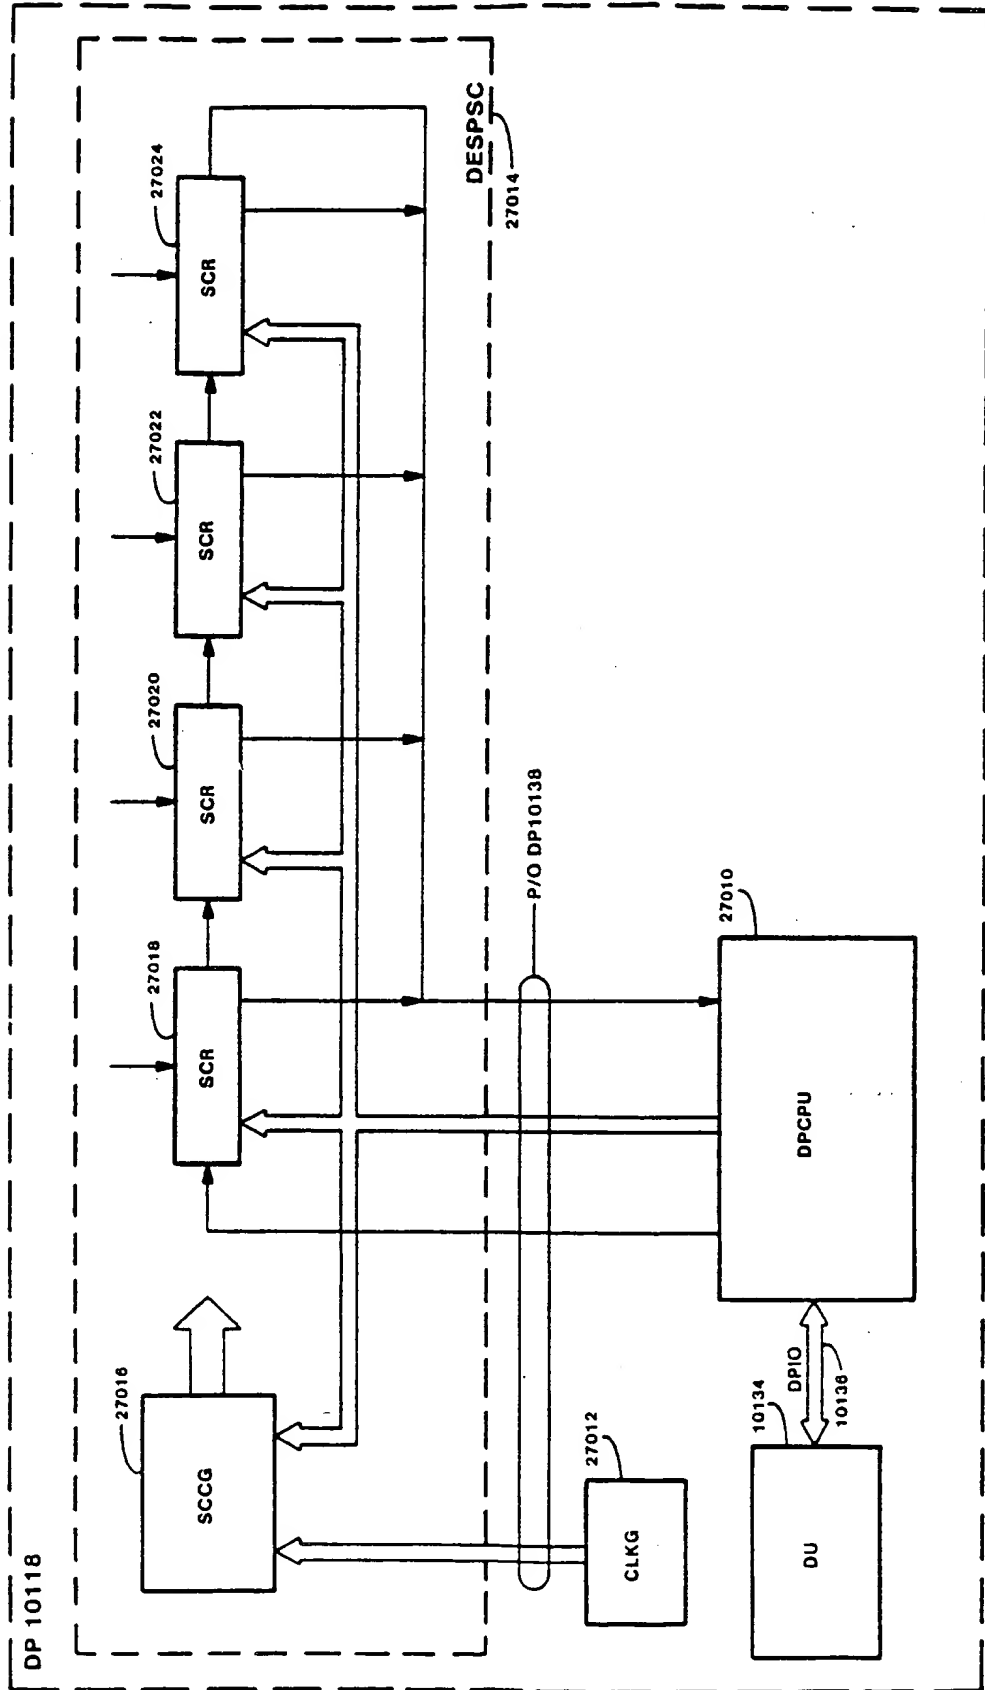 DP 10118
27016
SCCG
27018
SCR
27020
SCR
27022
SCR
27024
SCR
DESPSC
27014
P/O DP10138
27012
CLKG
27010
DPCPU
10134
DU
DPIO
10136